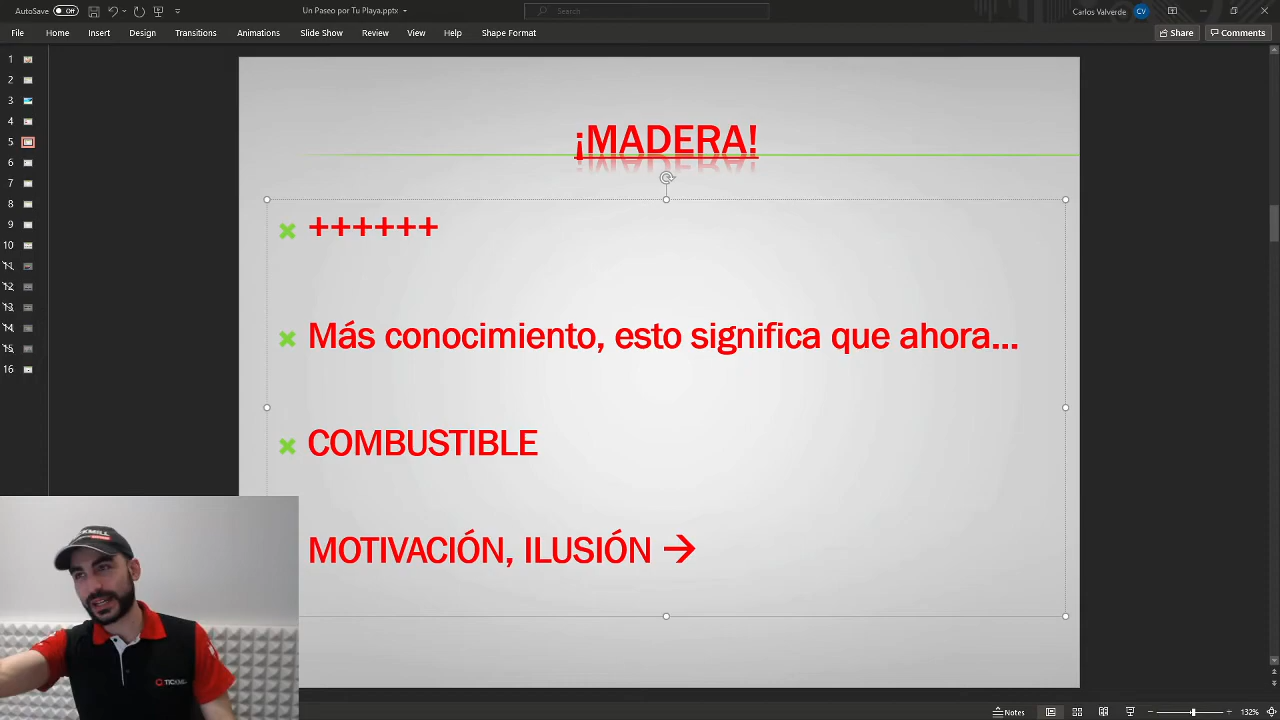 AutoSave Off
Un Paseo por Tu Playa.pptx
Search
Carlos Valverde CV
File Home Insert Design Transitions Animations Slide Show Review View Help Shape Format Share Comments
1
2
3
4
5
6
7
8
9
10
11
12
13
14
15
16
¡MADERA!
++++++
Más conocimiento, esto significa que ahora...
COMBUSTIBLE
MOTIVACIÓN, ILUSIÓN →
TICKMILL
TICKMILL
Notes
132%